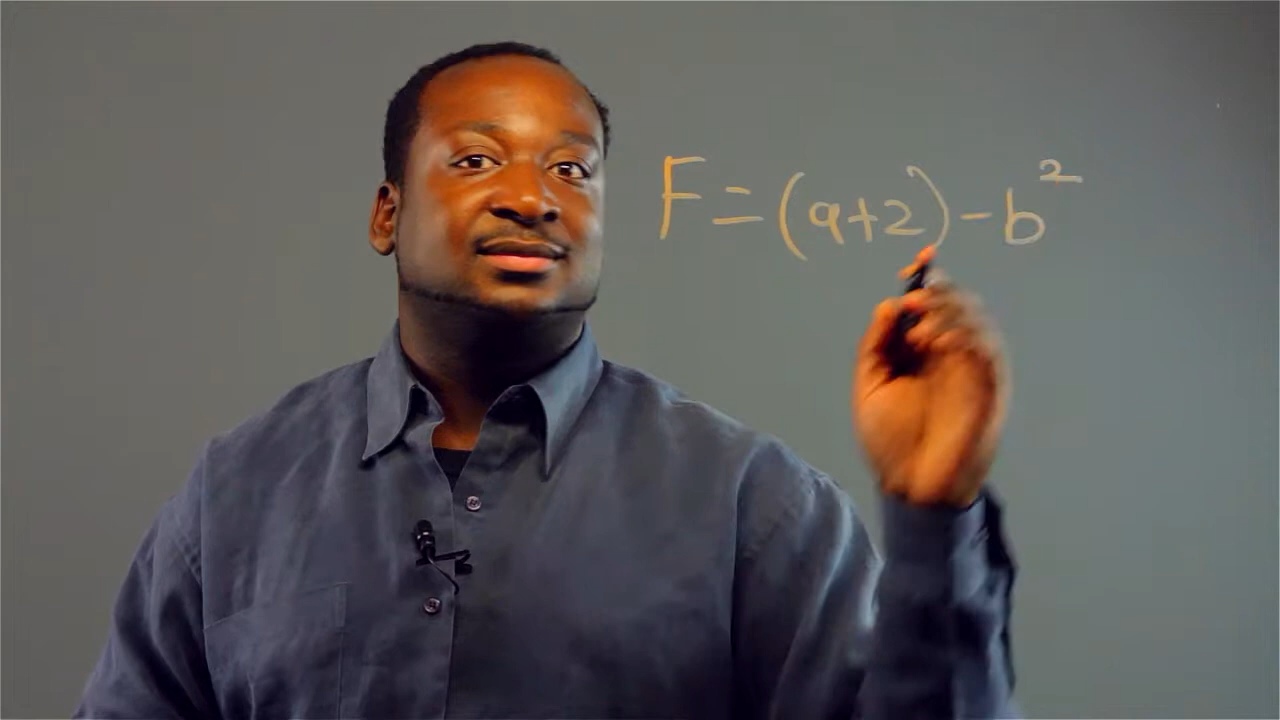 F = (a+2) - b²